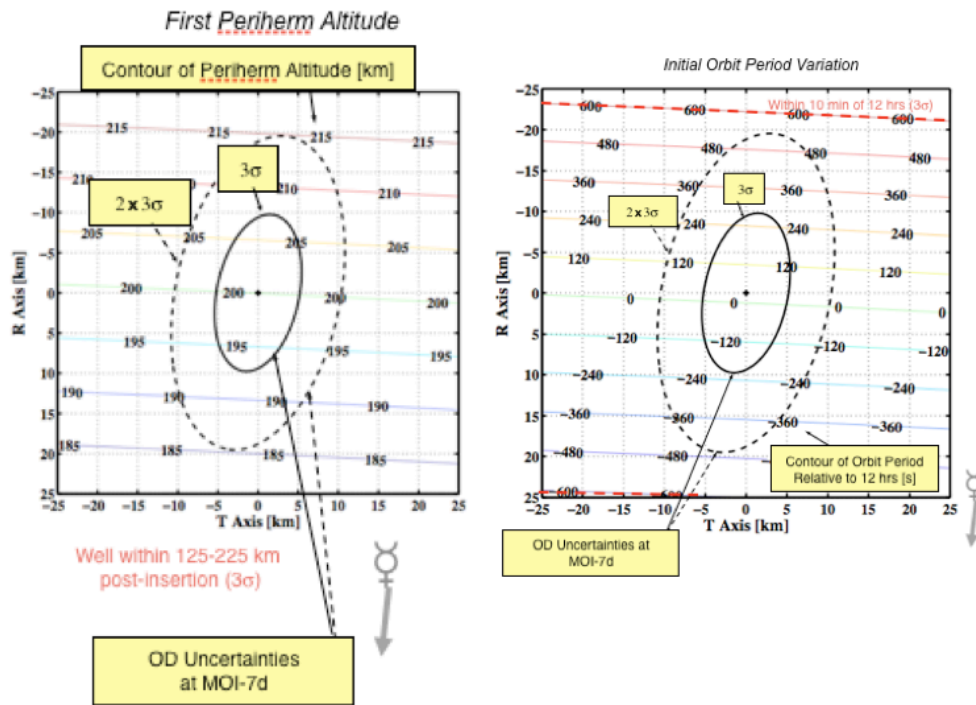 First Periherm Altitude
Contour of Periherm Altitude [km]
−25
−20
−15
−10
−5
0
5
10
15
20
25
R Axis [km]
−25 −20 −15 −10 −5 0 5 10 15 20 25
T Axis [km]
215 215 215
210 210 210
205 205 205 205
200 200 200 200
195 195 195 195
190 190 190 190
185 185 185 185
3σ
2 x 3σ
Well within 125-225 km
post-insertion (3σ)
OD Uncertainties
at MOI-7d
Initial Orbit Period Variation
−25
−20
−15
−10
−5
0
5
10
15
20
25
R Axis [km]
−25 −20 −15 −10 −5 0 5 10 15 20 25
T Axis [km]
Within 10 min of 12 hrs (3σ)
600 600 600 600
480 480 480
360 360 360
240 240 240 240
120 120 120 120
0 0 0 0
−120 −120 −120 −120
−240 −240 −240 −240
−360 −360 −360
−480 −480
−600 −600
3σ
2 x 3σ
Contour of Orbit Period
Relative to 12 hrs [s]
OD Uncertainties at
MOI-7d